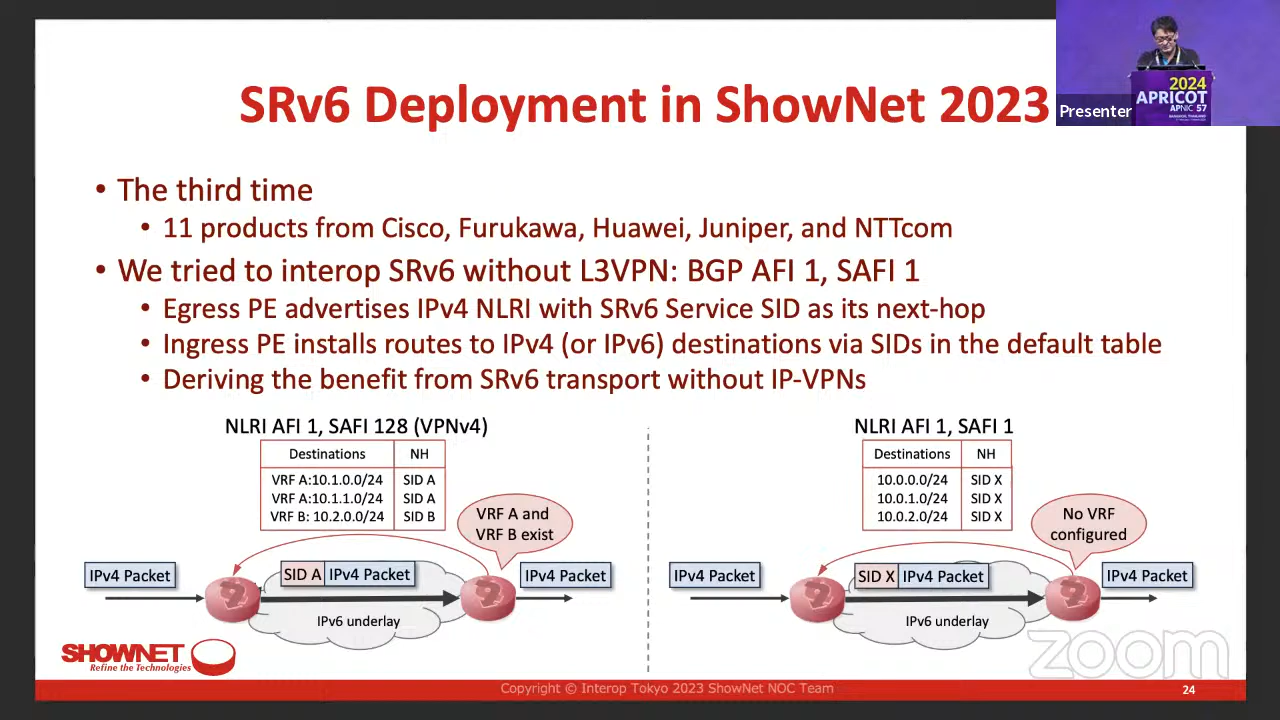 SRv6 Deployment in ShowNet 2023
2024
APRICOT
APNIC 57
Presenter
• The third time
• 11 products from Cisco, Furukawa, Huawei, Juniper, and NTTcom
• We tried to interop SRv6 without L3VPN: BGP AFI 1, SAFI 1
• Egress PE advertises IPv4 NLRI with SRv6 Service SID as its next-hop
• Ingress PE installs routes to IPv4 (or IPv6) destinations via SIDs in the default table
• Deriving the benefit from SRv6 transport without IP-VPNs
NLRI AFI 1, SAFI 128 (VPNv4)
Destinations NH
VRF A:10.1.0.0/24 SID A
VRF A:10.1.1.0/24 SID A
VRF B: 10.2.0.0/24 SID B
VRF A and
VRF B exist
IPv4 Packet
SID A IPv4 Packet
IPv4 Packet
IPv6 underlay
NLRI AFI 1, SAFI 1
Destinations NH
10.0.0.0/24 SID X
10.0.1.0/24 SID X
10.0.2.0/24 SID X
No VRF
configured
IPv4 Packet
SID X IPv4 Packet
IPv4 Packet
IPv6 underlay
SHOWNET
Refine the Technologies
zoom
Copyright © Interop Tokyo 2023 ShowNet NOC Team
24